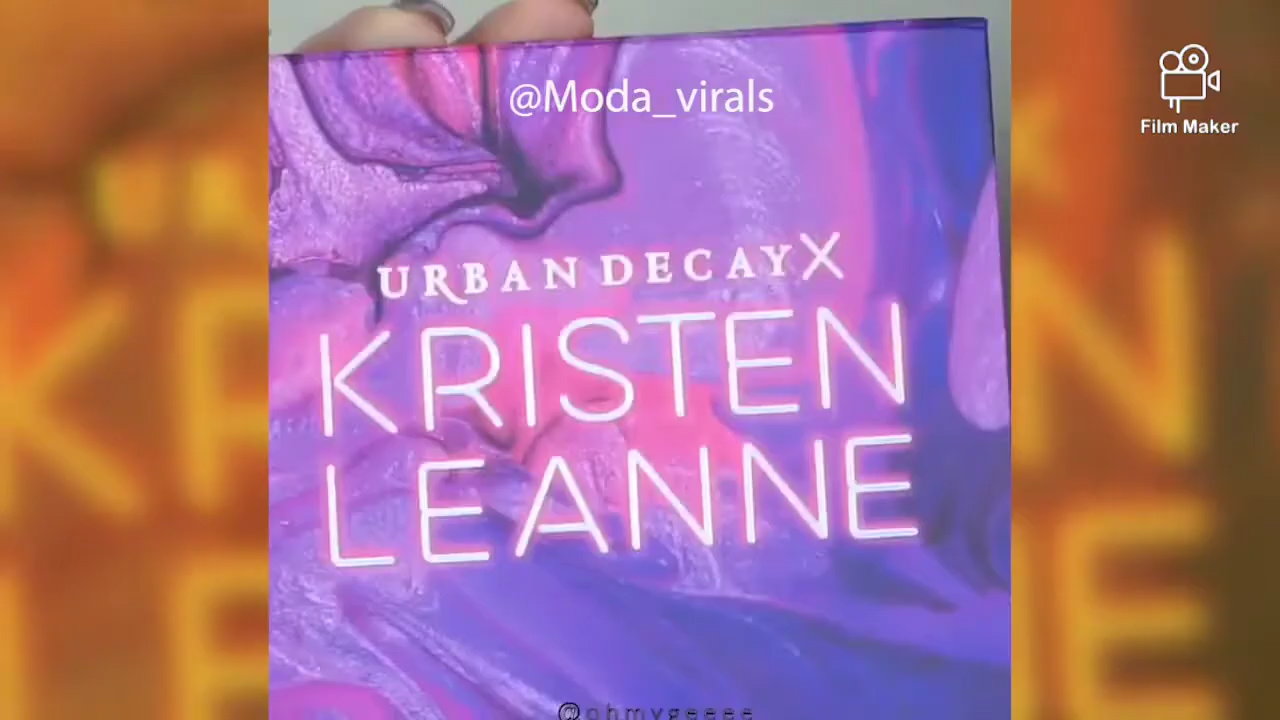 @Moda_virals
Film Maker
URBAN DECAY X
KRISTEN
LEANNE